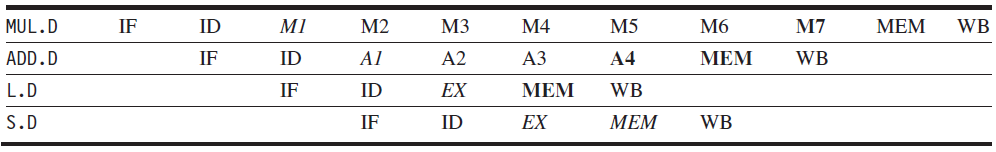 MUL.D IF ID M1 M2 M3 M4 M5 M6 M7 MEM WB
ADD.D IF ID A1 A2 A3 A4 MEM WB
L.D IF ID EX MEM WB
S.D IF ID EX MEM WB